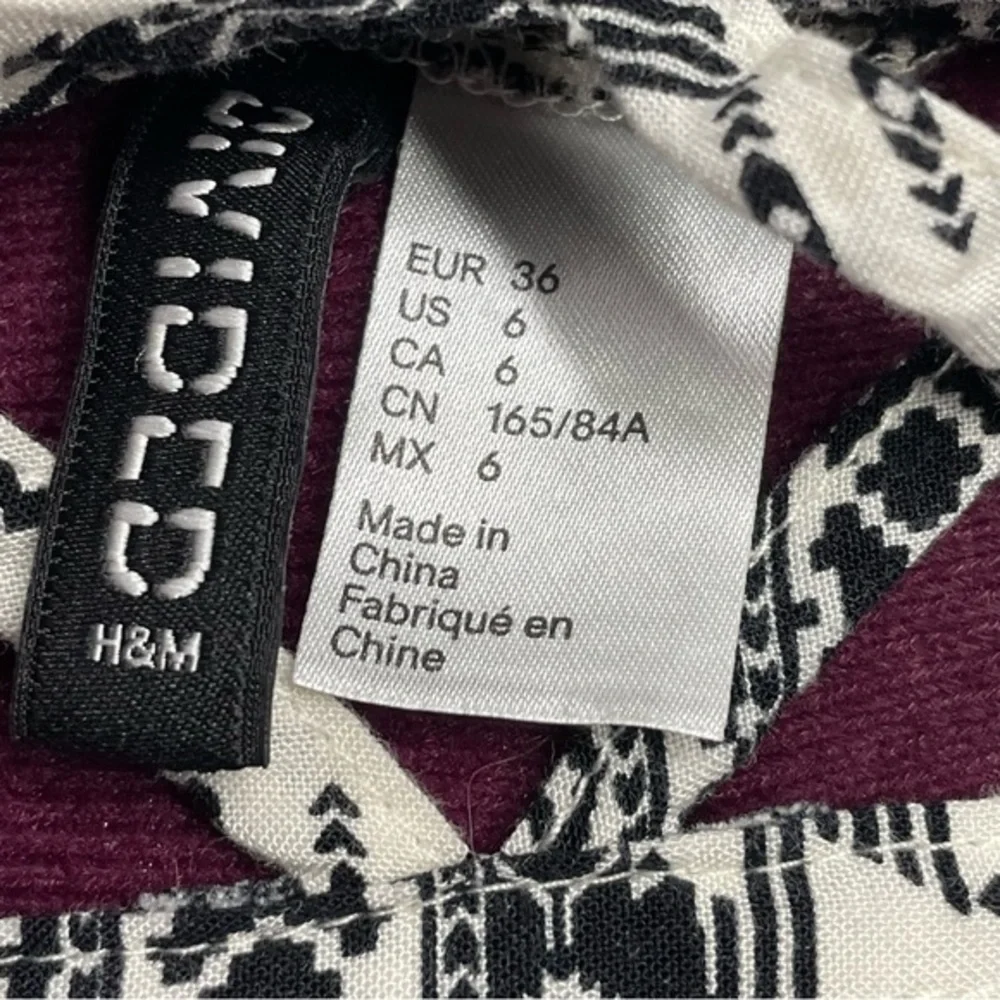 DIVIDED
H&M
EUR 36
US 6
CA 6
CN 165/84A
MX 6
Made in
China
Fabriqué en
Chine